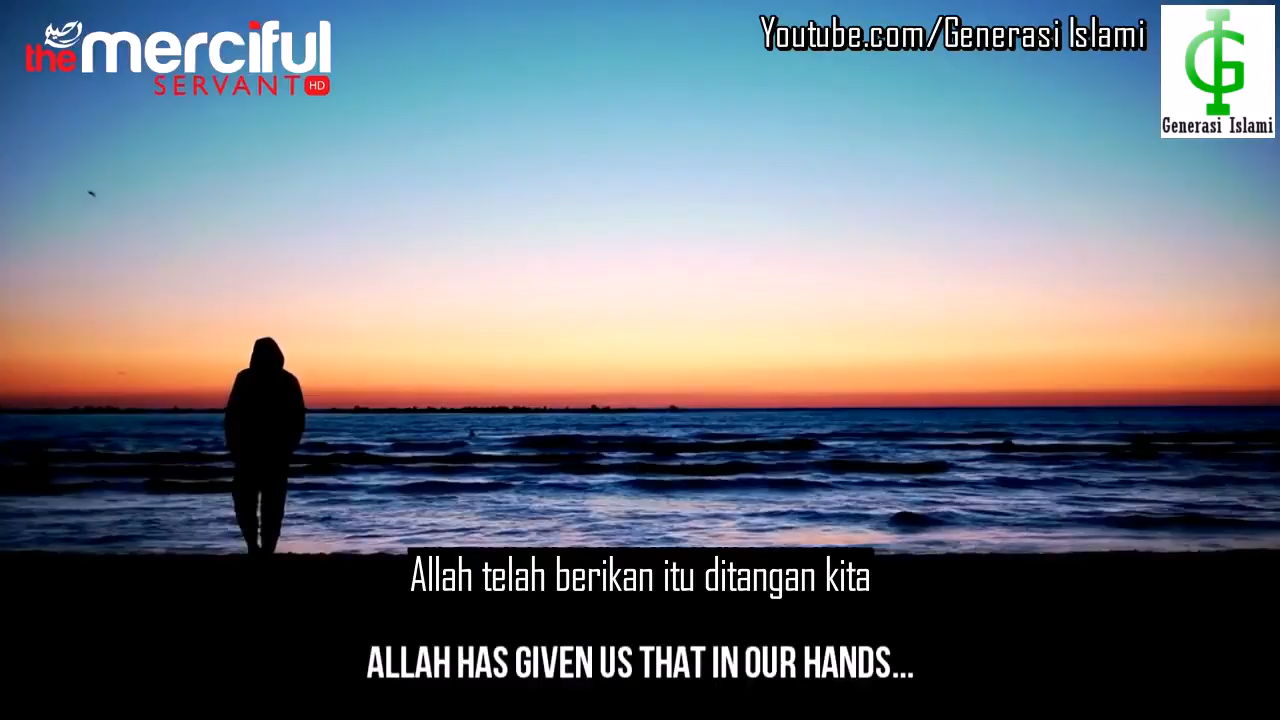 the merciful
SERVANT HD
Youtube.com/Generasi Islami
GI
Generasi Islami
Allah telah berikan itu ditangan kita
ALLAH HAS GIVEN US THAT IN OUR HANDS...